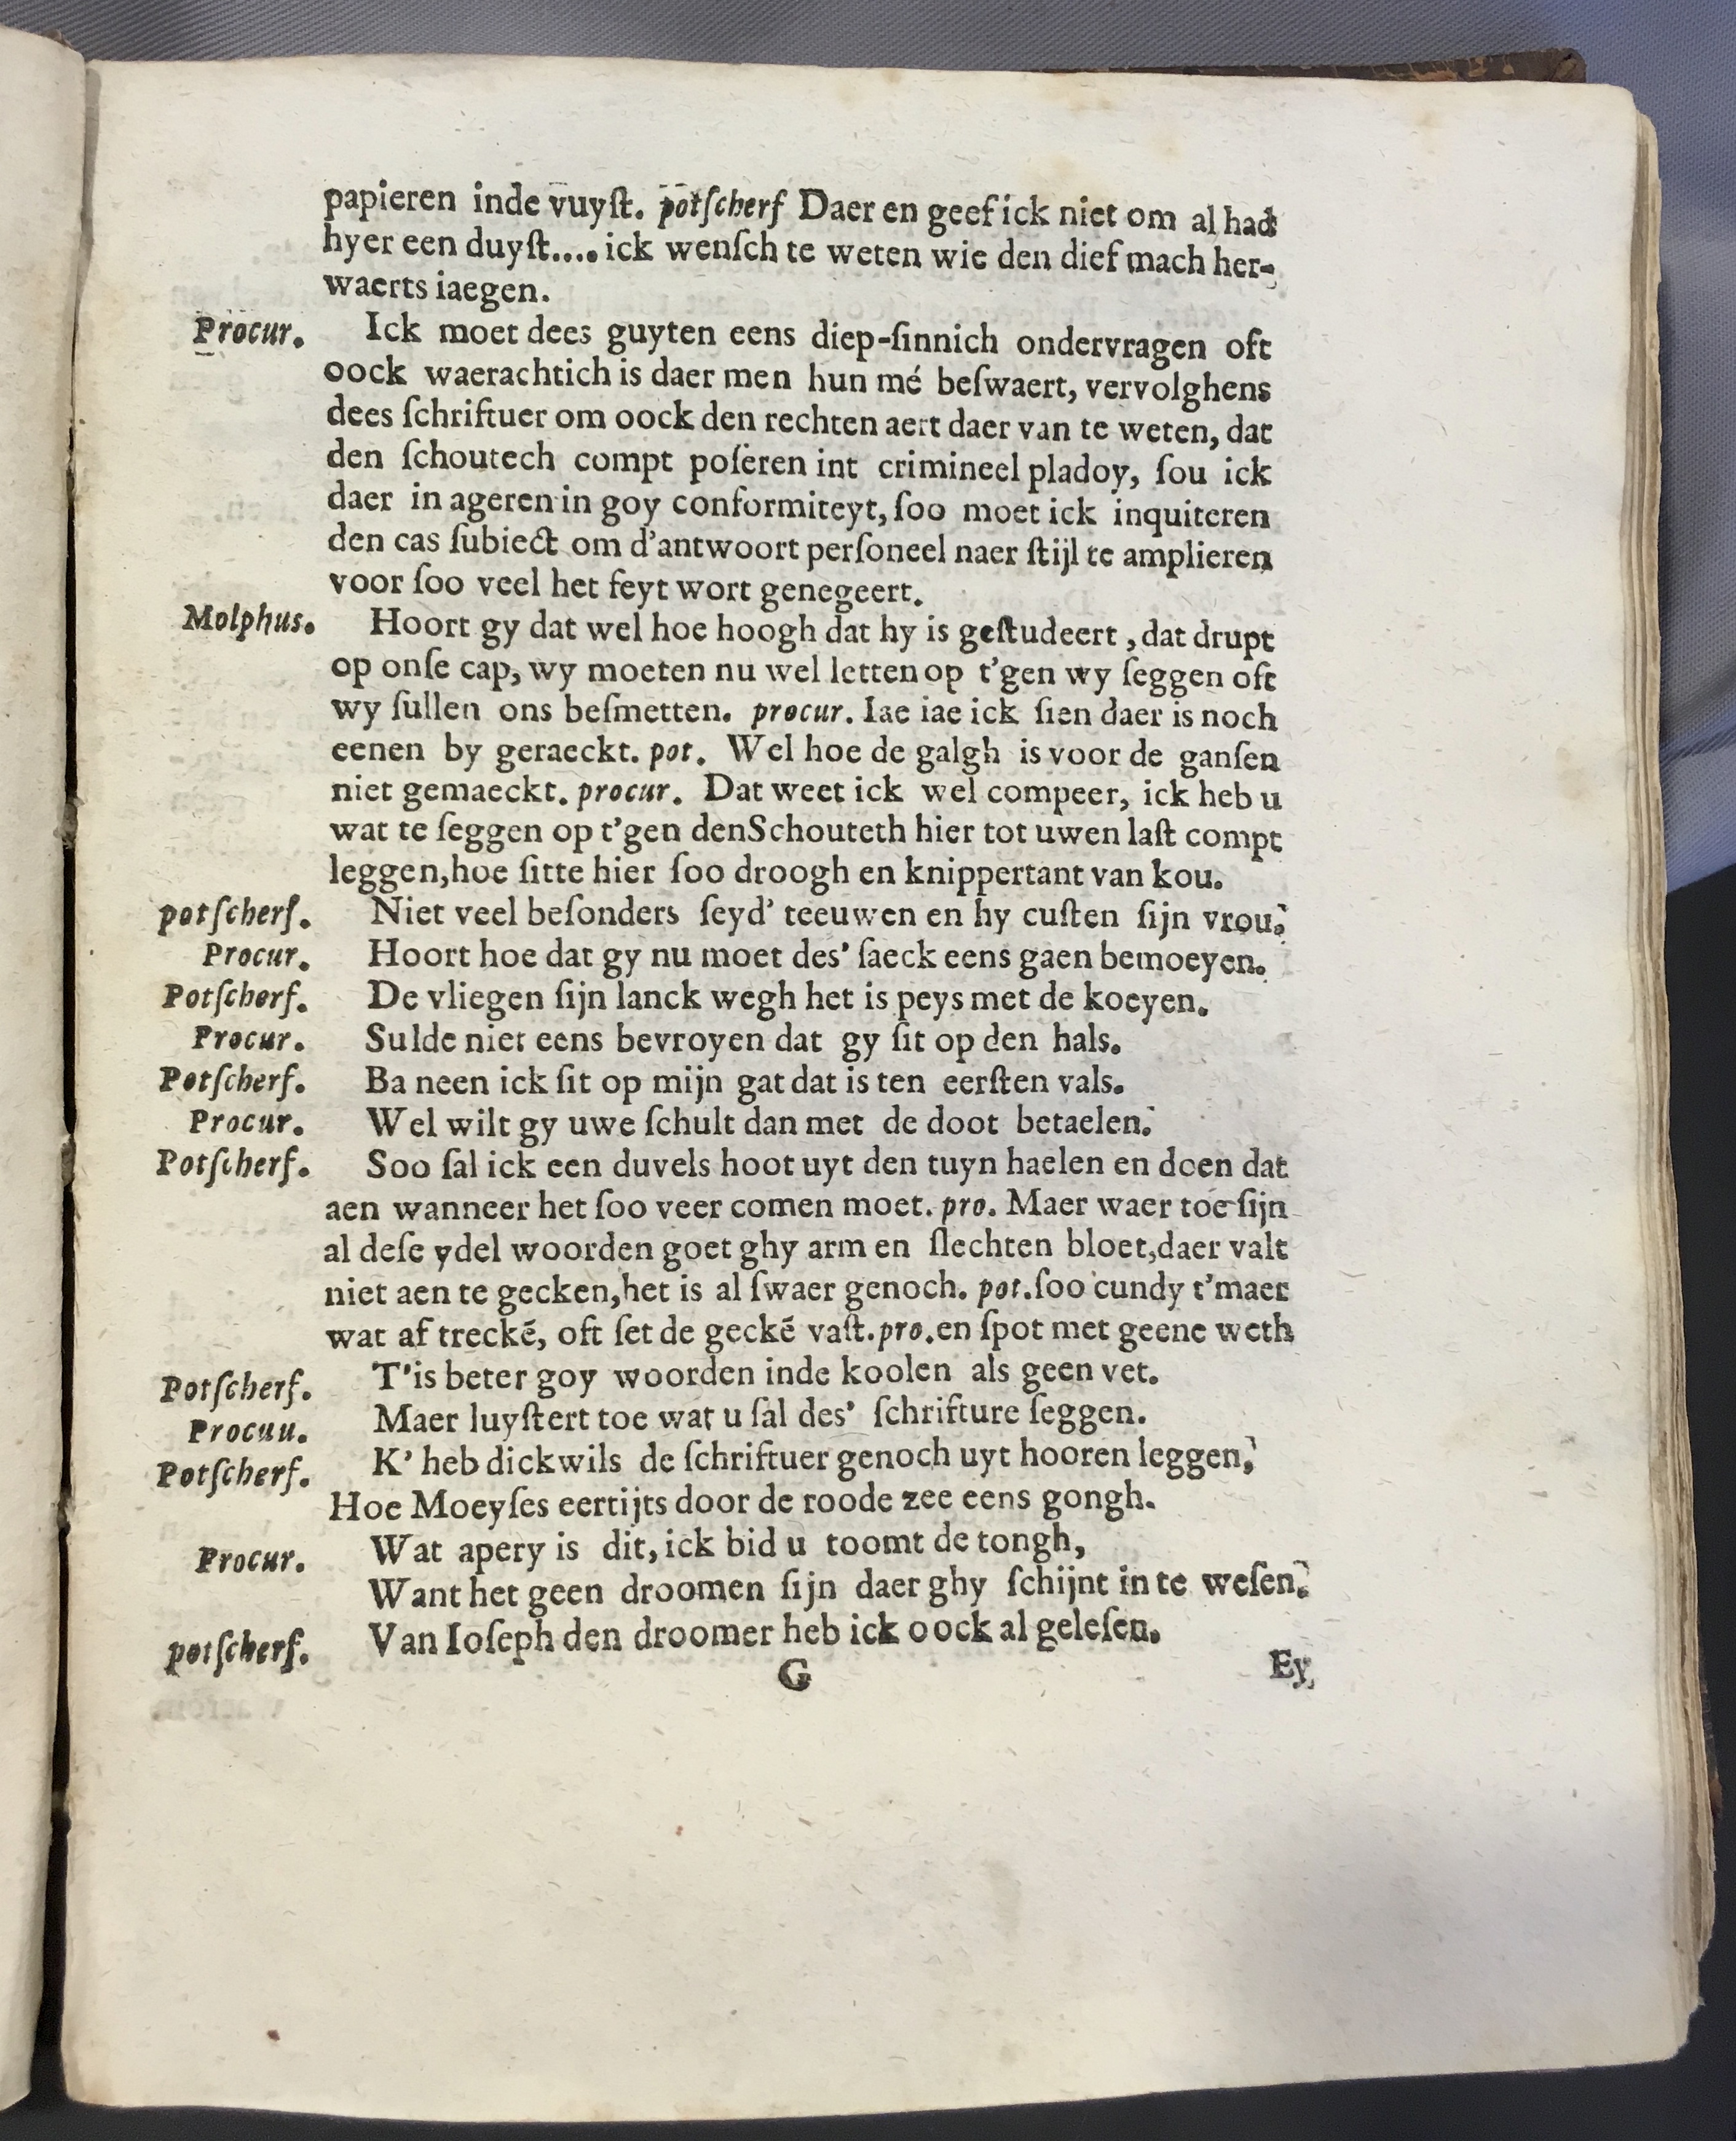 papieren inde vuyſt. potſcherf Daer en geef ick niet om al had
hyer een duyſt.... ick wenſch te weten wie den dief mach her-
waerts iaegen.
Procur. Ick moet dees guyten eens diep-ſinnich ondervragen oft
oock waerachtich is daer men hun mé beſwaert, vervolghens
dees ſchriftuer om oock den rechten aert daer van te weten, dat
den ſchoutech compt poſeren int crimineel pladoy, ſou ick
daer in ageren in goy conformiteyt, ſoo moet ick inquiteren
den cas ſubiect om d'antwoort perſoneel naer ſtijl te amplieren
voor ſoo veel het feyt wort genegeert.
Molphus. Hoort gy dat wel hoe hoogh dat hy is geſtudeert, dat drupt
op onſe cap, wy moeten nu wel letten op t'gen wy ſeggen oft
wy ſullen ons beſmetten. procur. Iae iae ick ſien daer is noch
eenen by geraeckt. pot. Wel hoe de galgh is voor de ganſen
niet gemaeckt. procur. Dat weet ick wel compeer, ick heb u
wat te ſeggen op t'gen denSchouteth hier tot uwen laſt compt
leggen, hoe ſitte hier ſoo droogh en knippertant van kou.
potſcherf. Niet veel beſonders ſeyd' teeuwen en hy cuſten ſijn vrou.
Procur. Hoort hoe dat gy nu moet des' ſaeck eens gaen bemoeyen.
Potſcherf. De vliegen ſijn lanck wegh het is peys met de koeyen.
Procur. Sulde niet eens bevroyen dat gy ſit op den hals.
Potſcherf. Ba neen ick ſit op mijn gat dat is ten eerſten vals.
Procur. Wel wilt gy uwe ſchult dan met de doot betaelen.
Potſcherf. Soo ſal ick een duvels hoot uyt den tuyn haelen en doen dat
aen wanneer het ſoo veer comen moet. pro. Maer waer toe ſijn
al deſe ydel woorden goet ghy arm en ſlechten bloet, daer valt
niet aen te gecken, het is al ſwaer genoch. pot. ſoo cundy t'maer
wat af treckē, oft ſet de geckē vaſt. pro. en ſpot met geene weth
Potſcherf. T'is beter goy woorden inde koolen als geen vet.
Procuu. Maer luyſtert toe wat u ſal des' ſchrifture ſeggen.
Potſcherf. K' heb dickwils de ſchriftuer genoch uyt hooren leggen,
Hoe Moeyſes eertijts door de roode zee eens gongh.
Procur. Wat apery is dit, ick bid u toomt de tongh,
Want het geen droomen ſijn daer ghy ſchijnt in te weſen.
potſcherf. Van Ioſeph den droomer heb ick oock al geleſen.
G Ey,